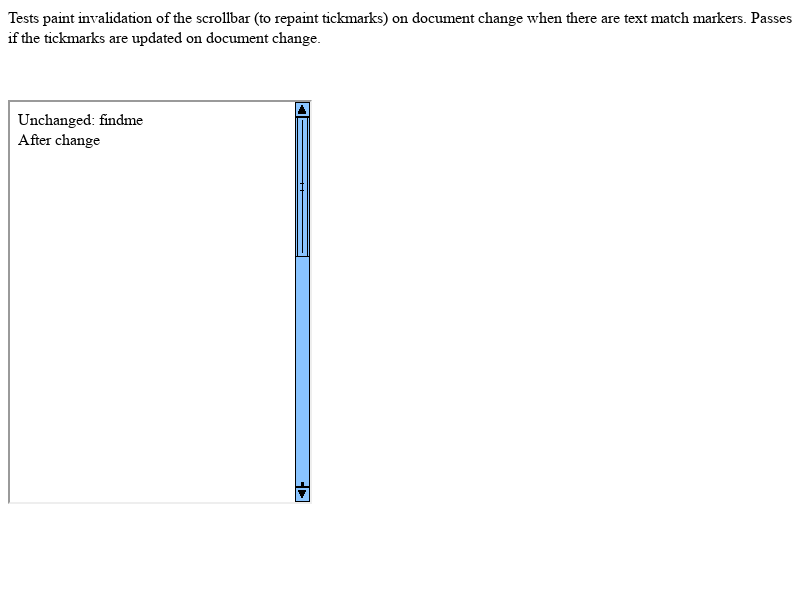 Tests paint invalidation of the scrollbar (to repaint tickmarks) on document change when there are text match markers. Passes
if the tickmarks are updated on document change.
Unchanged: findme
After change